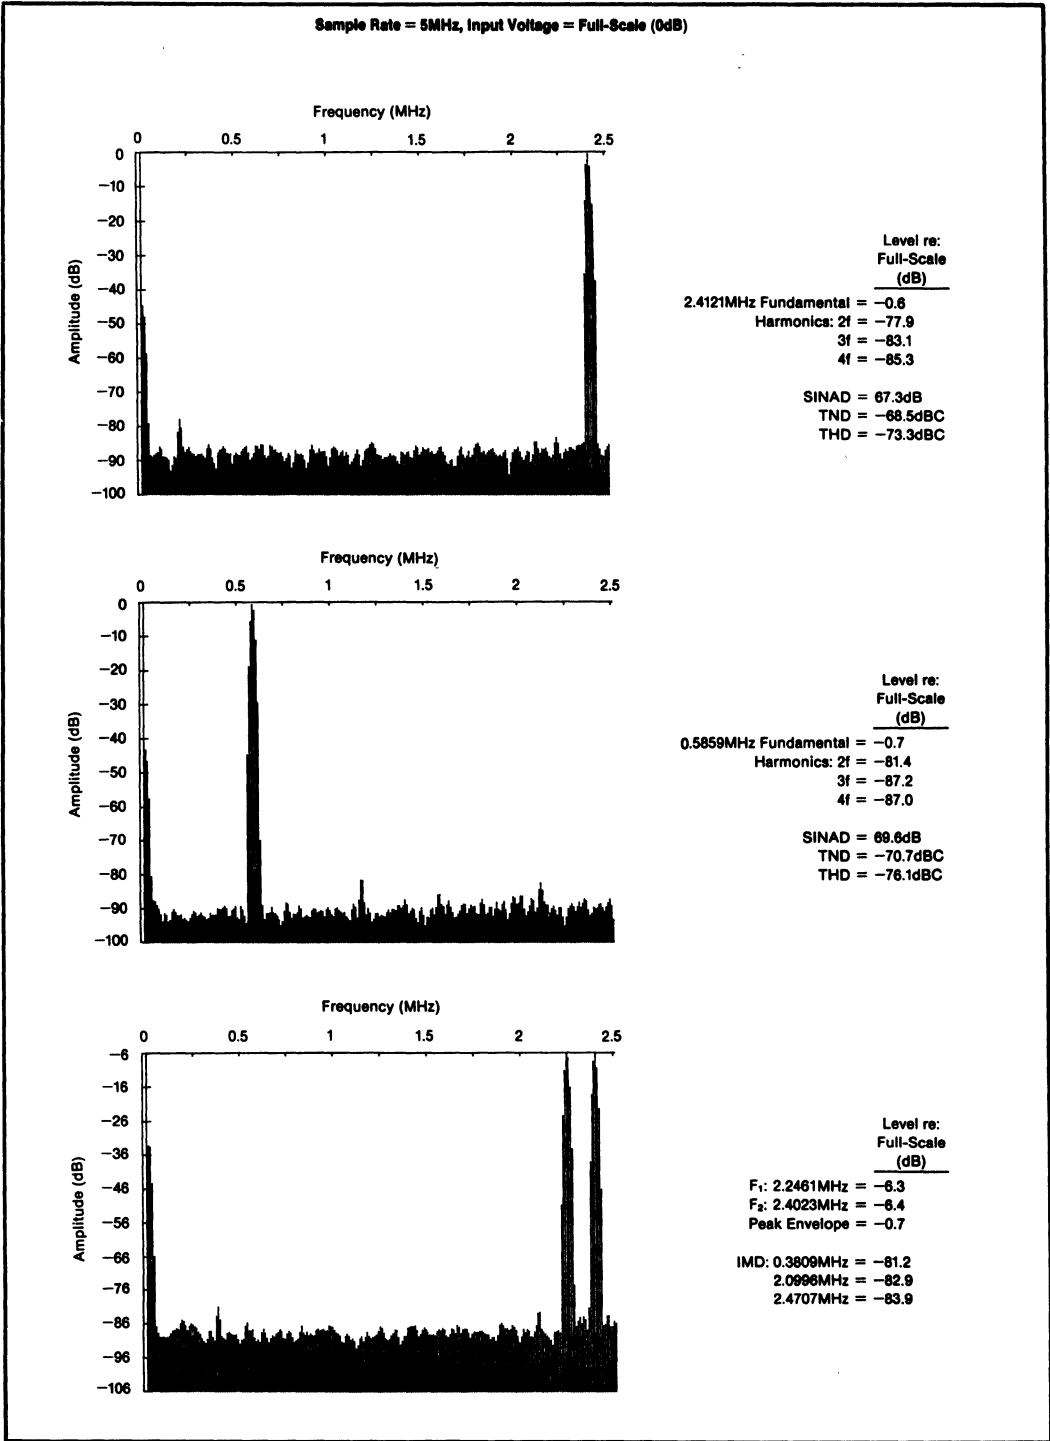 Sample Rate = 5MHz, Input Voltage = Full-Scale (0dB)
Frequency (MHz)
0 0.5 1 1.5 2 2.5
0
−10
−20
−30
−40
−50
−60
−70
−80
−90
−100
Amplitude (dB)
Level re:
Full-Scale
(dB)
2.4121MHz Fundamental = −0.6
Harmonics: 2f = −77.9
3f = −83.1
4f = −85.3
SINAD = 67.3dB
TND = −68.5dBC
THD = −73.3dBC
Frequency (MHz)
0 0.5 1 1.5 2 2.5
0
−10
−20
−30
−40
−50
−60
−70
−80
−90
−100
Amplitude (dB)
Level re:
Full-Scale
(dB)
0.5859MHz Fundamental = −0.7
Harmonics: 2f = −81.4
3f = −87.2
4f = −87.0
SINAD = 69.6dB
TND = −70.7dBC
THD = −76.1dBC
Frequency (MHz)
0 0.5 1 1.5 2 2.5
−6
−16
−26
−36
−46
−56
−66
−76
−86
−96
−106
Amplitude (dB)
Level re:
Full-Scale
(dB)
F₁: 2.2461MHz = −6.3
F₂: 2.4023MHz = −6.4
Peak Envelope = −0.7
IMD: 0.3809MHz = −81.2
2.0996MHz = −82.9
2.4707MHz = −83.9